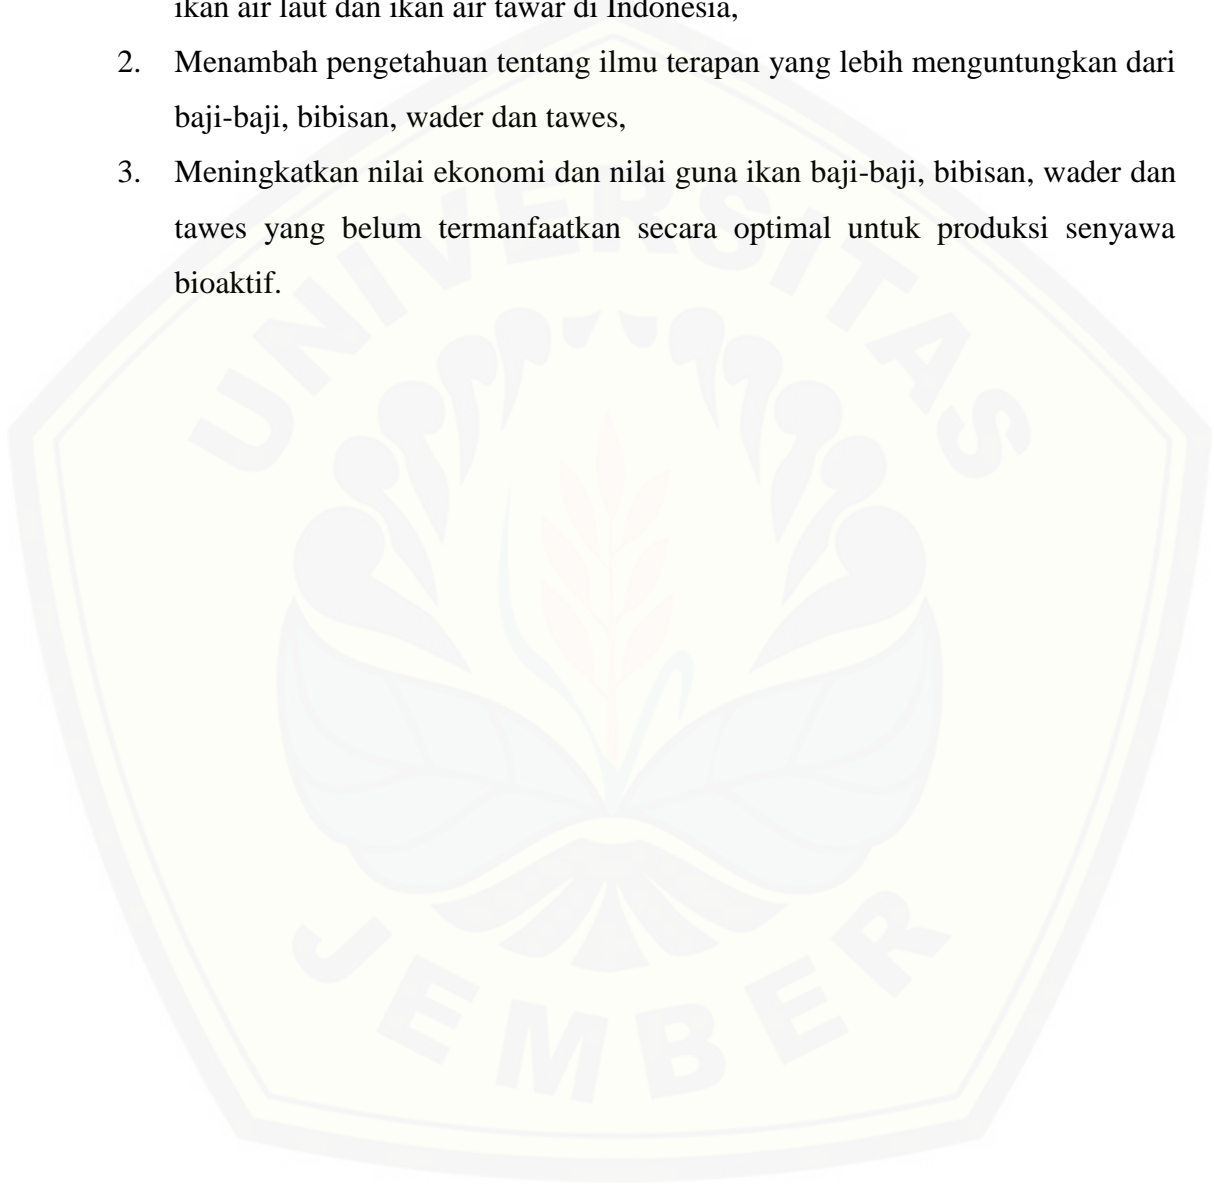 ikan air laut dan ikan air tawar di Indonesia,
2. Menambah pengetahuan tentang ilmu terapan yang lebih menguntungkan dari
baji-baji, bibisan, wader dan tawes,
3. Meningkatkan nilai ekonomi dan nilai guna ikan baji-baji, bibisan, wader dan
tawes yang belum termanfaatkan secara optimal untuk produksi senyawa
bioaktif.
UNIVERSITAS
JEMBER